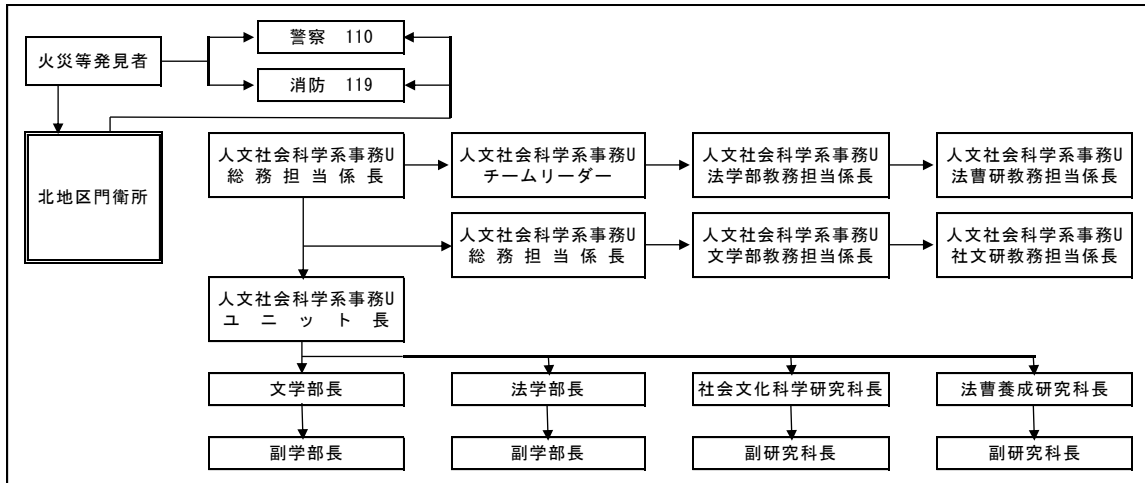 警察 110
火災等発見者
消防 119
北地区門衛所
人文社会科学系事務U
総務担当係長
人文社会科学系事務U
チームリーダー
人文社会科学系事務U
法学部教務担当係長
人文社会科学系事務U
法曹研教務担当係長
人文社会科学系事務U
総務担当係長
人文社会科学系事務U
文学部教務担当係長
人文社会科学系事務U
社文研教務担当係長
人文社会科学系事務U
ユニット長
文学部長
法学部長
社会文化科学研究科長
法曹養成研究科長
副学部長
副学部長
副研究科長
副研究科長